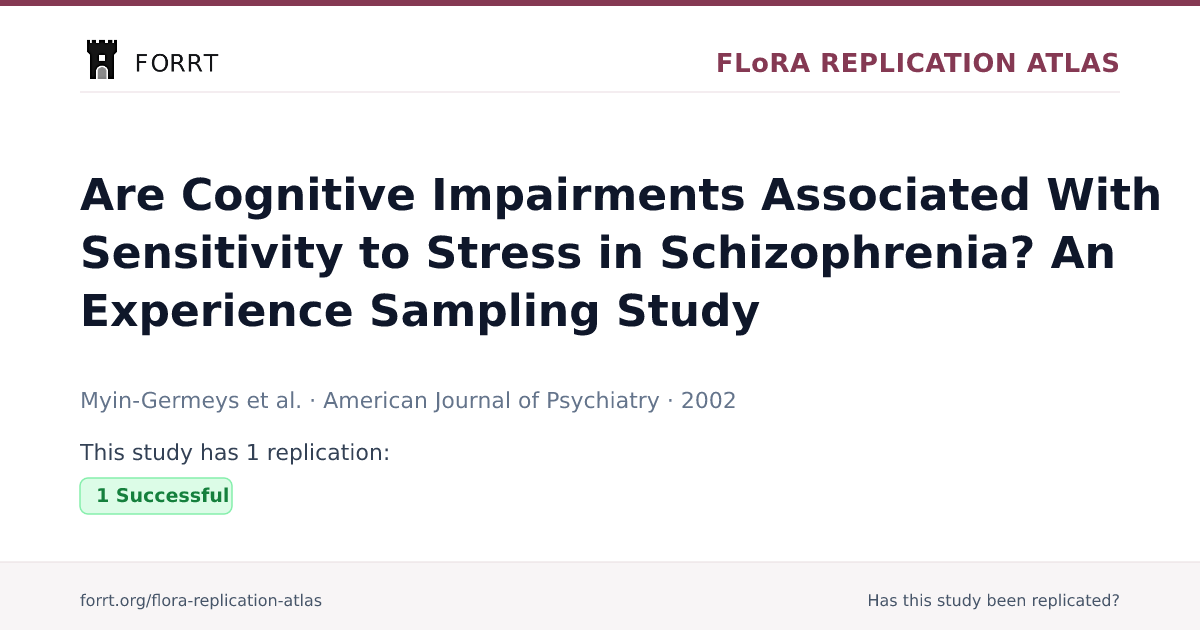 FORRT
FLoRA REPLICATION ATLAS
Are Cognitive Impairments Associated With
Sensitivity to Stress in Schizophrenia? An
Experience Sampling Study
Myin-Germeys et al. · American Journal of Psychiatry · 2002
This study has 1 replication:
1 Successful
forrt.org/flora-replication-atlas
Has this study been replicated?